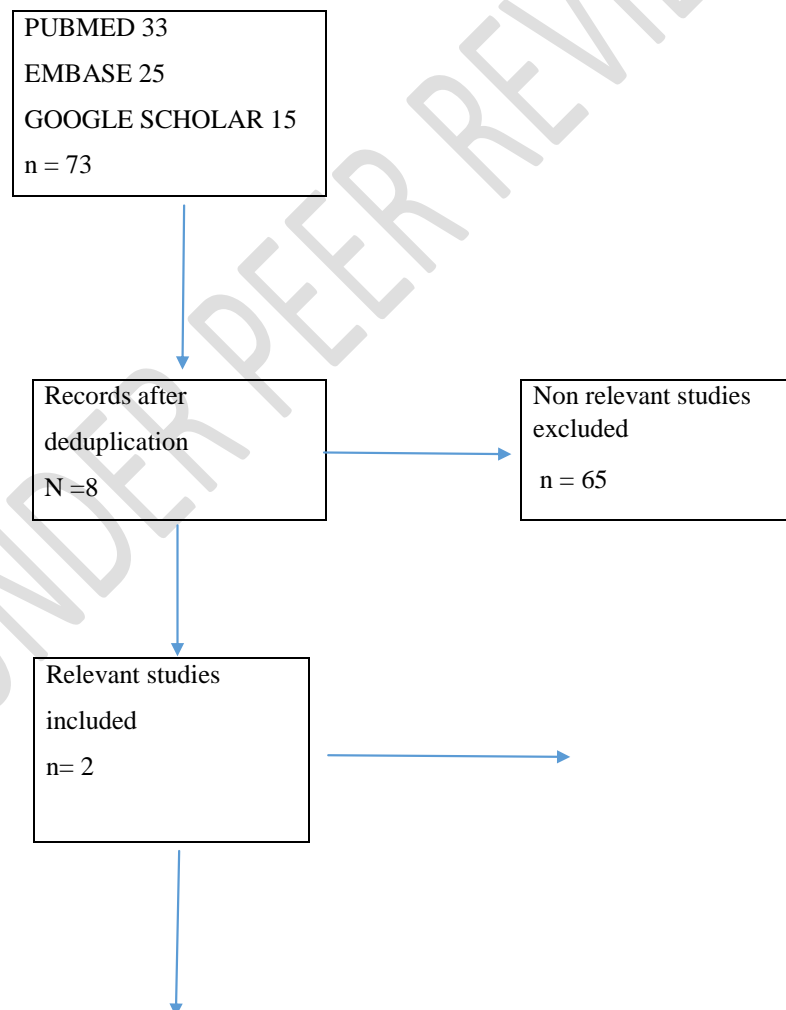 PUBMED 33
EMBASE 25
GOOGLE SCHOLAR 15
n = 73
Records after
deduplication
N =8
Non relevant studies
excluded
n = 65
Relevant studies
included
n= 2
UNDER PEER REVIE